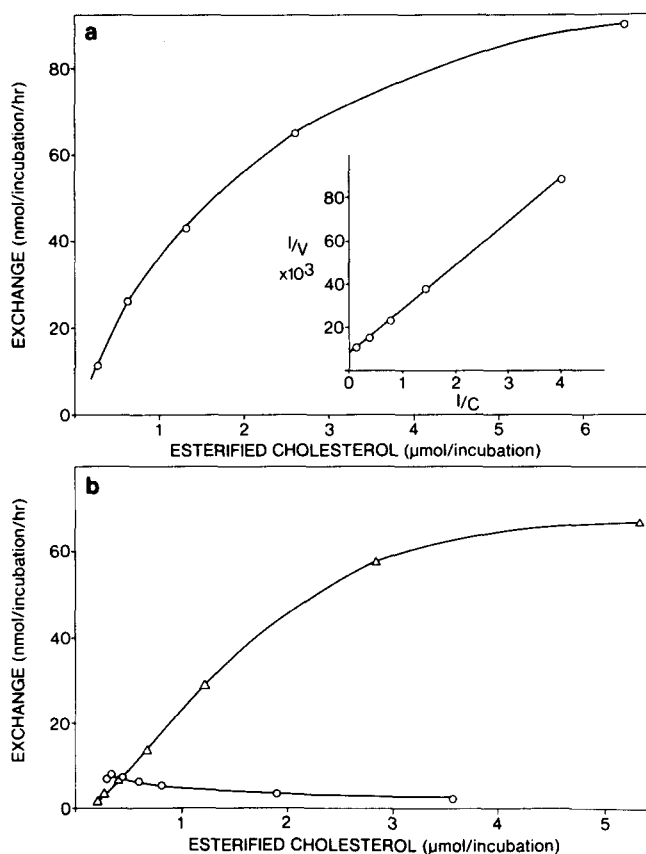 a
EXCHANGE (nmol/incubation/hr)
80
60
40
20
0
I/V
×10³
80
60
40
20
0 1 2 3 4
I/C
0 1 2 3 4 5 6
ESTERIFIED CHOLESTEROL (μmol/incubation)
b
EXCHANGE (nmol/incubation/hr)
60
40
20
0
1 2 3 4 5
ESTERIFIED CHOLESTEROL (μmol/incubation)